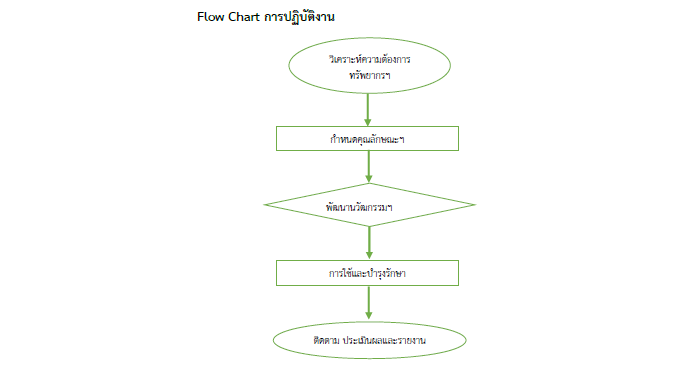 Flow Chart การปฏิบัติงาน
วิเคราะห์ความต้องการ
ทรัพยากรฯ
กำหนดคุณลักษณะฯ
พัฒนานวัฒกรรมฯ
การใช้และบำรุงรักษา
ติดตาม ประเมินผลและรายงาน